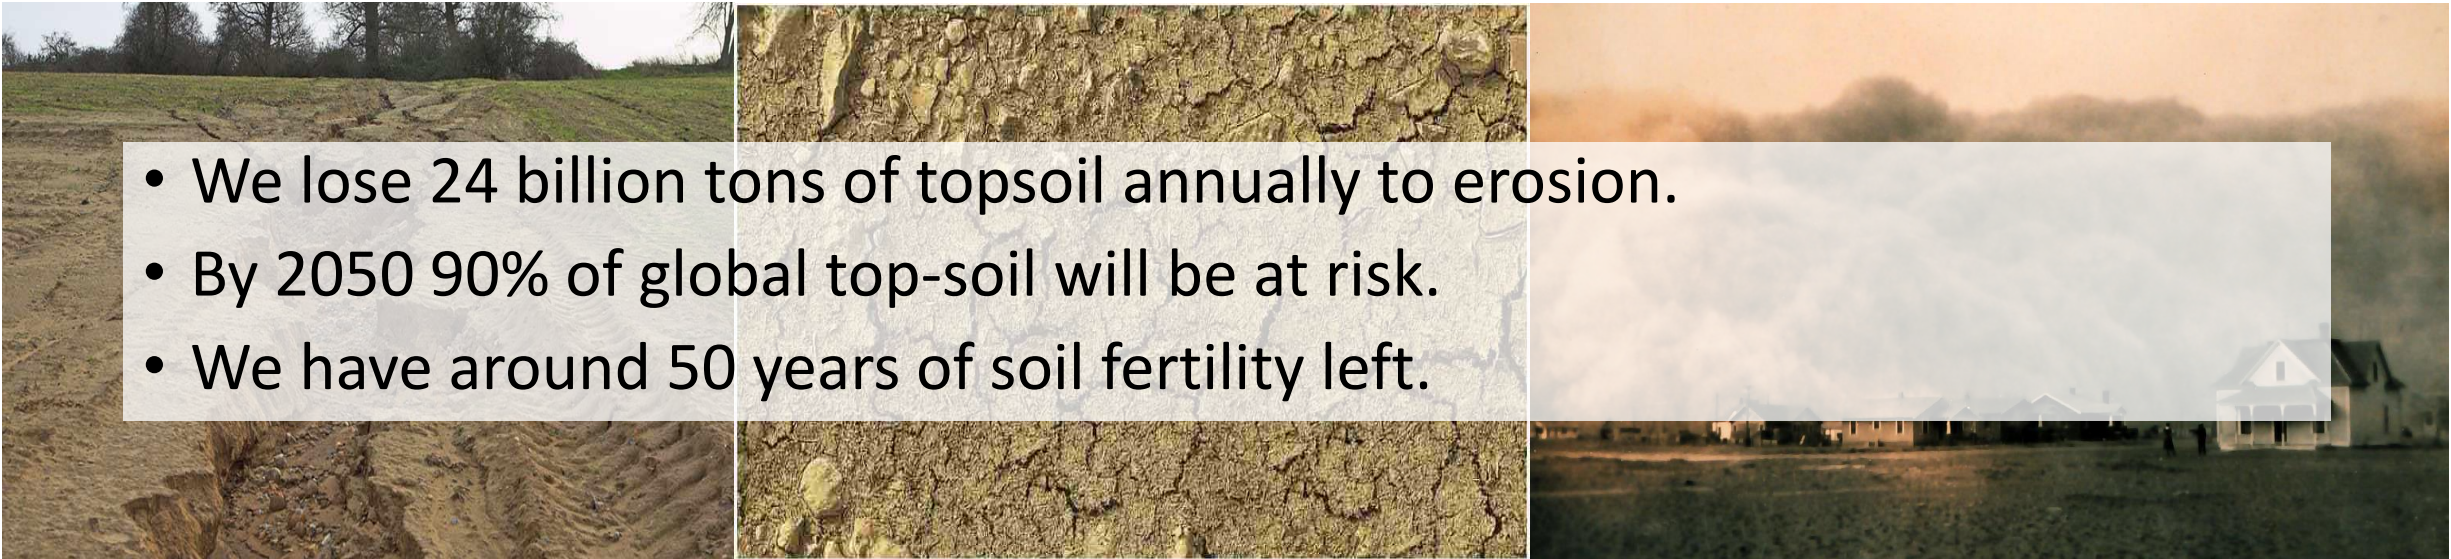 • We lose 24 billion tons of topsoil annually to erosion.
• By 2050 90% of global top-soil will be at risk.
• We have around 50 years of soil fertility left.